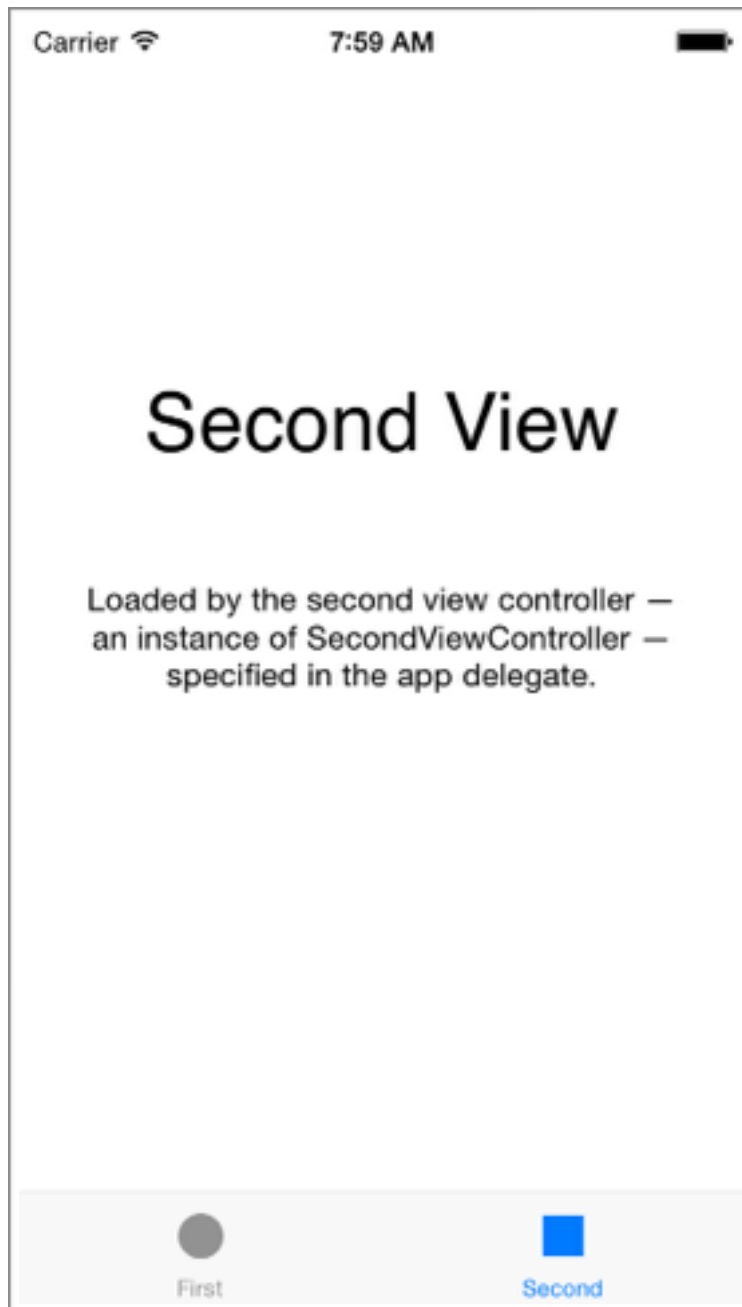 Carrier
7:59 AM
Second View
Loaded by the second view controller —
an instance of SecondViewController —
specified in the app delegate.
First
Second